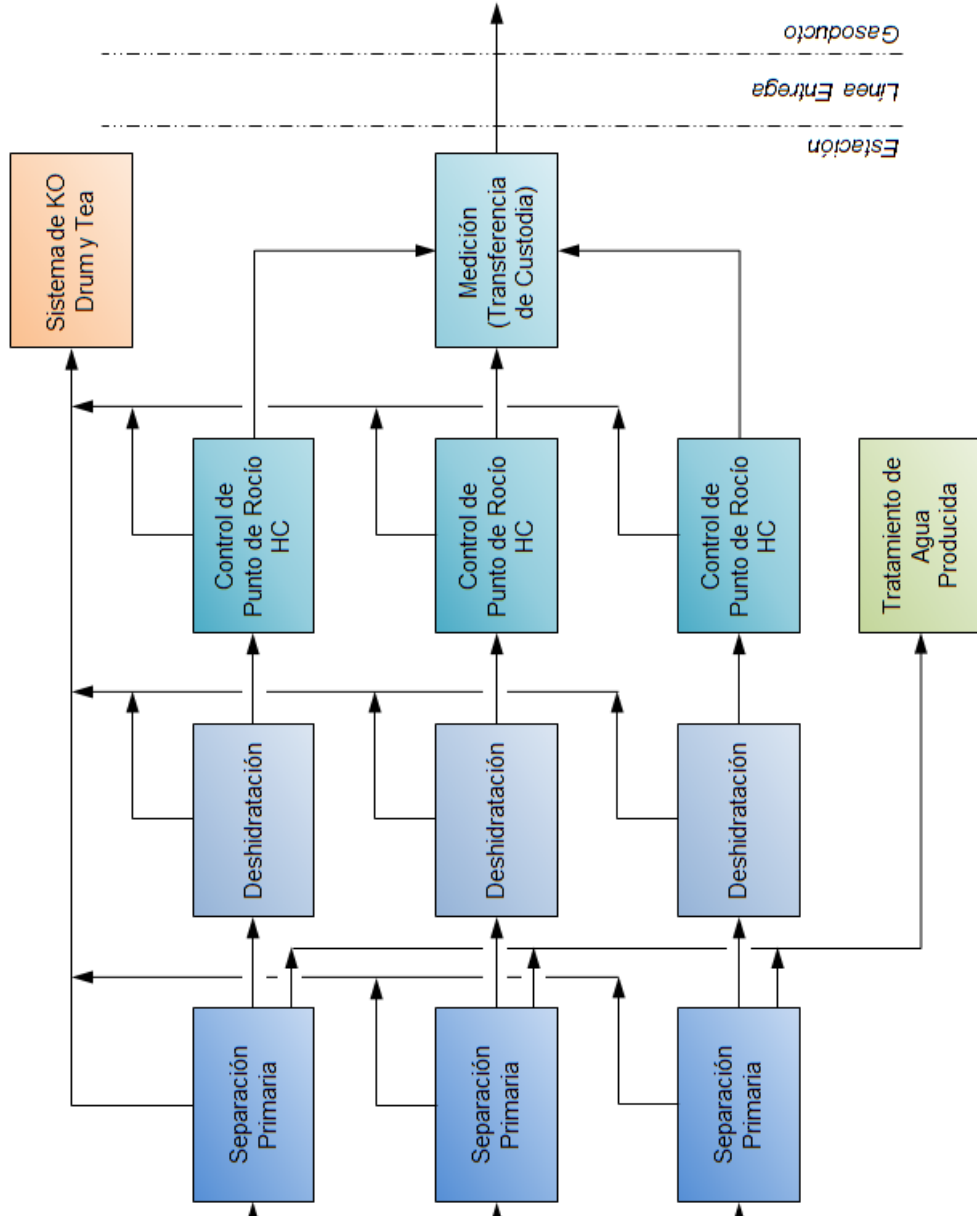 Sistema de KO
Drum y Tea
Control de
Punto de Rocío
HC
Deshidratación
Separación
Primaria
Medición
(Transferencia
de Custodia)
Control de
Punto de Rocío
HC
Deshidratación
Separación
Primaria
Control de
Punto de Rocío
HC
Deshidratación
Separación
Primaria
Tratamiento de
Agua
Producida
Estación
Línea Entrega
Gasoducto